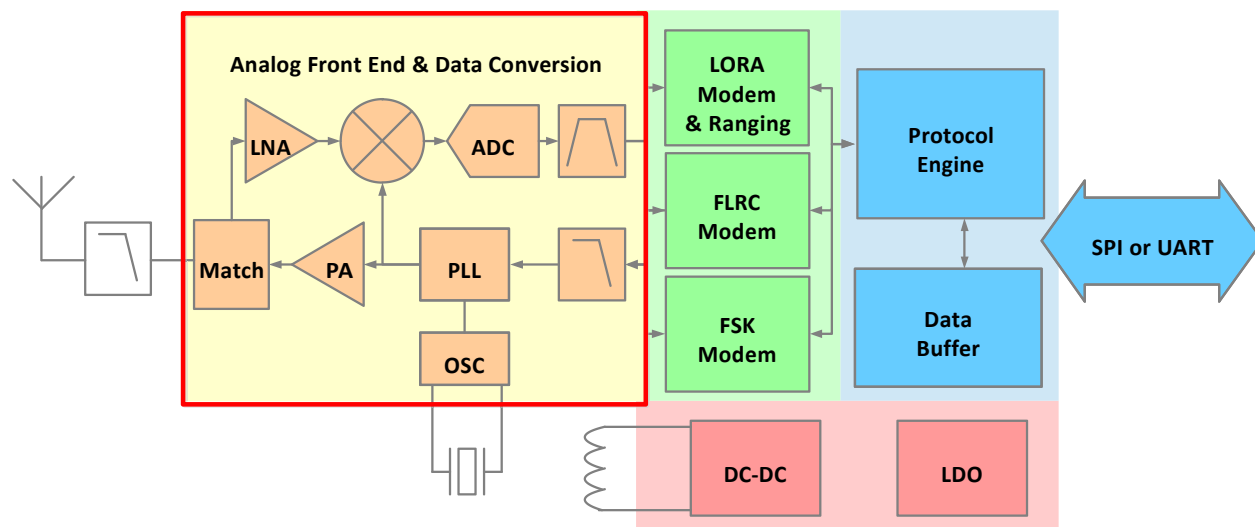 Analog Front End & Data Conversion
LNA
ADC
Match
PA
PLL
OSC
LORA
Modem
& Ranging
FLRC
Modem
FSK
Modem
Protocol
Engine
Data
Buffer
SPI or UART
DC-DC
LDO